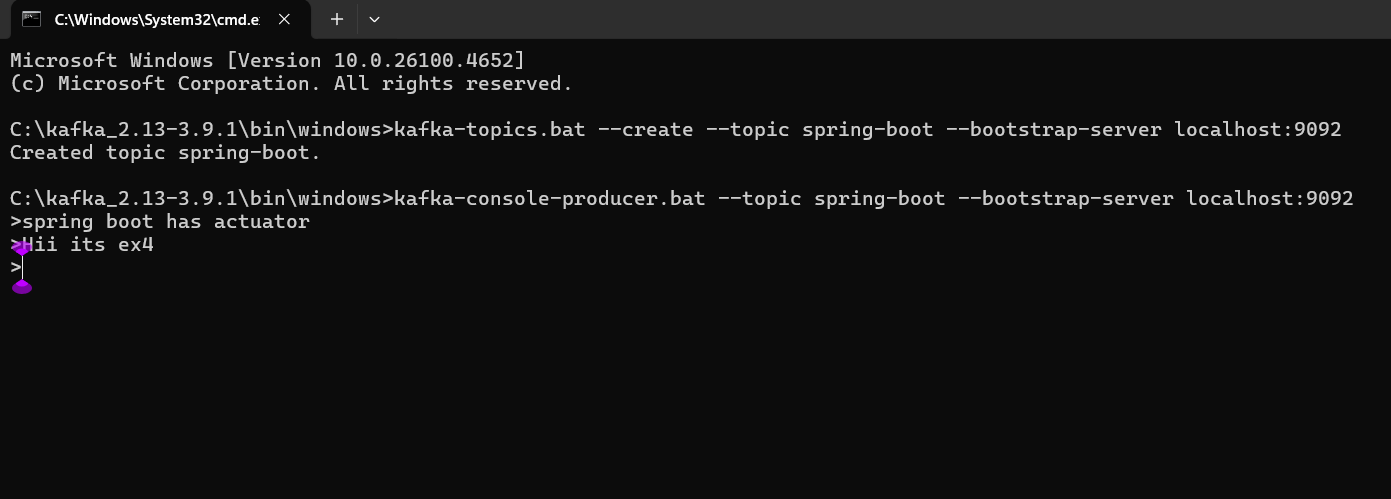 C:\Windows\System32\cmd.e
Microsoft Windows [Version 10.0.26100.4652]
(c) Microsoft Corporation. All rights reserved.
C:\kafka_2.13-3.9.1\bin\windows>kafka-topics.bat --create --topic spring-boot --bootstrap-server localhost:9092
Created topic spring-boot.
C:\kafka_2.13-3.9.1\bin\windows>kafka-console-producer.bat --topic spring-boot --bootstrap-server localhost:9092
>spring boot has actuator
>Hii its ex4
>